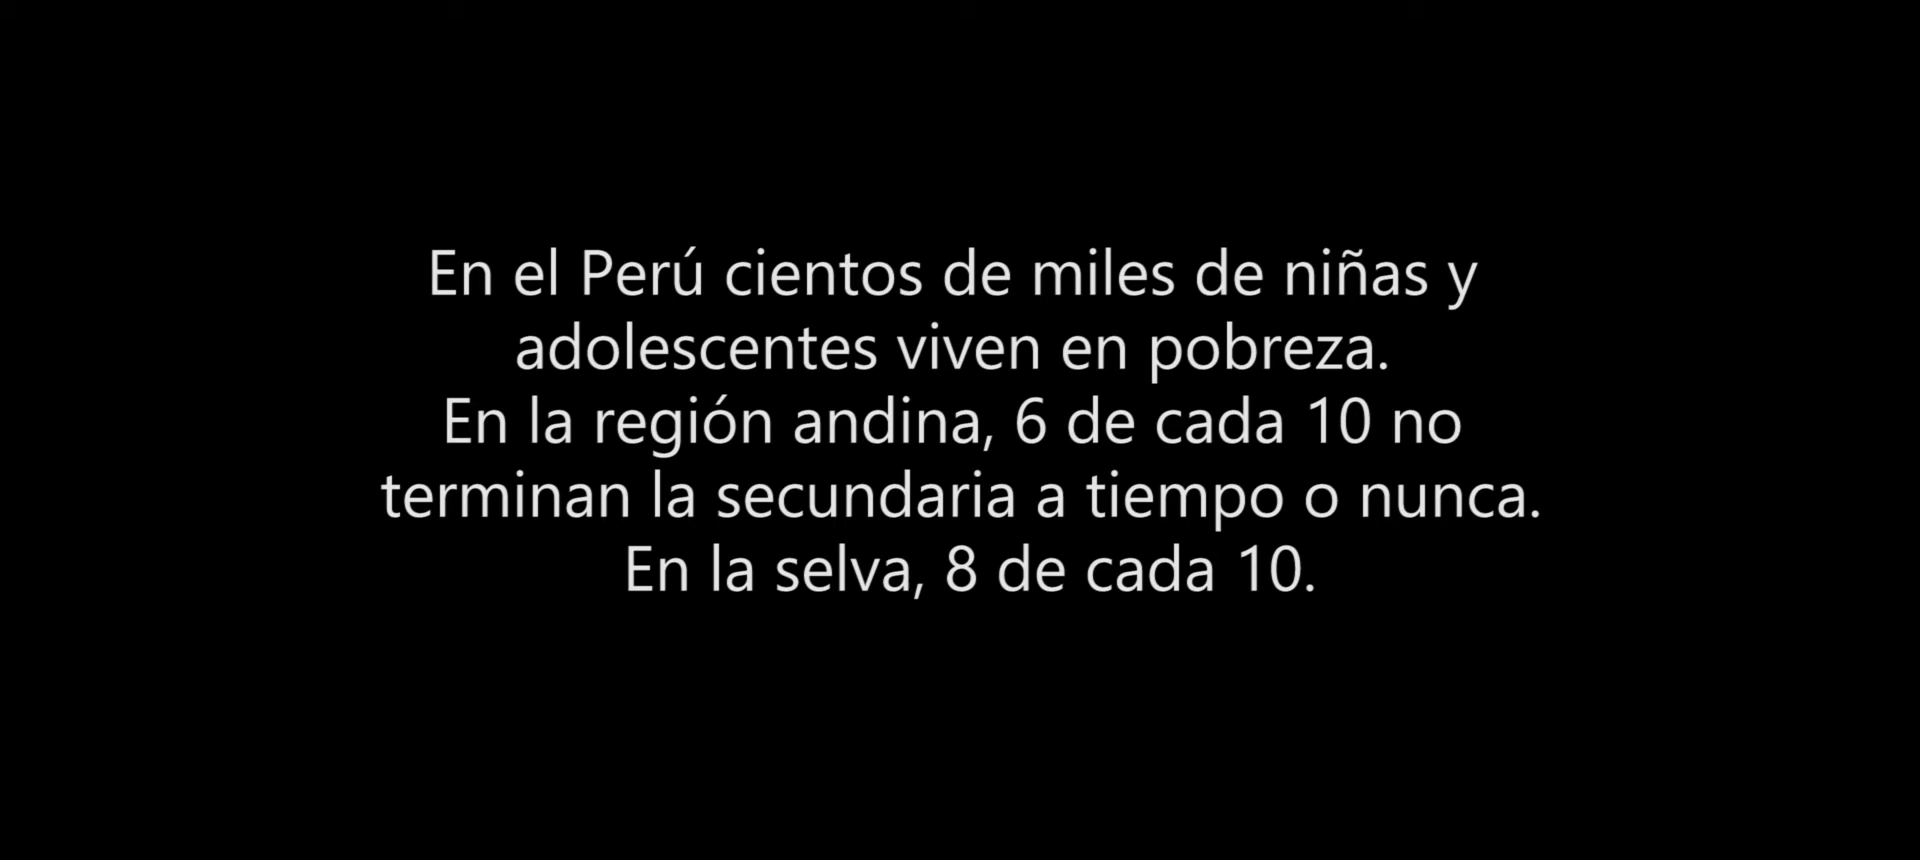 En el Perú cientos de miles de niñas y
adolescentes viven en pobreza.
En la región andina, 6 de cada 10 no
terminan la secundaria a tiempo o nunca.
En la selva, 8 de cada 10.